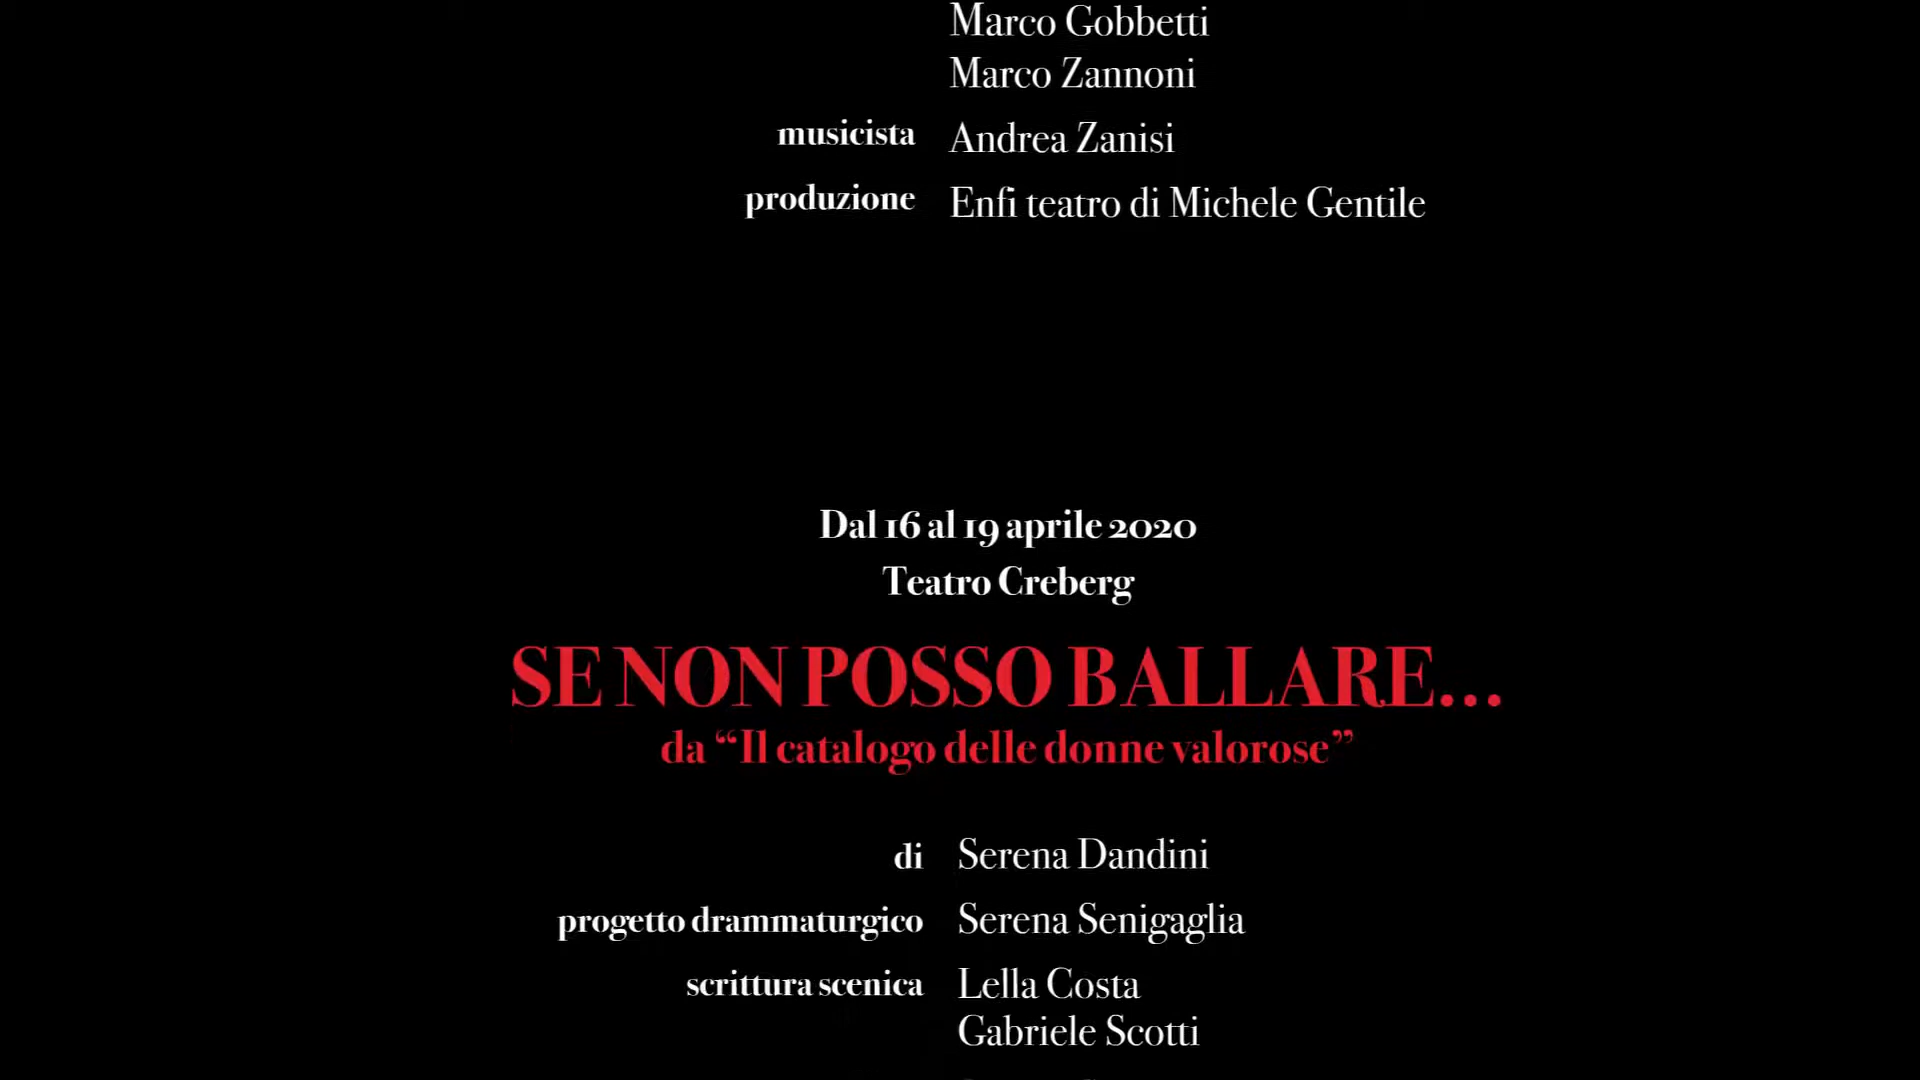 Marco Gobbetti
Marco Zannoni
musicista Andrea Zanisi
produzione Enfi teatro di Michele Gentile
Dal 16 al 19 aprile 2020
Teatro Creberg
SE NON POSSO BALLARE...
da “Il catalogo delle donne valorose”
di Serena Dandini
progetto drammaturgico Serena Senigaglia
scrittura scenica Lella Costa
Gabriele Scotti